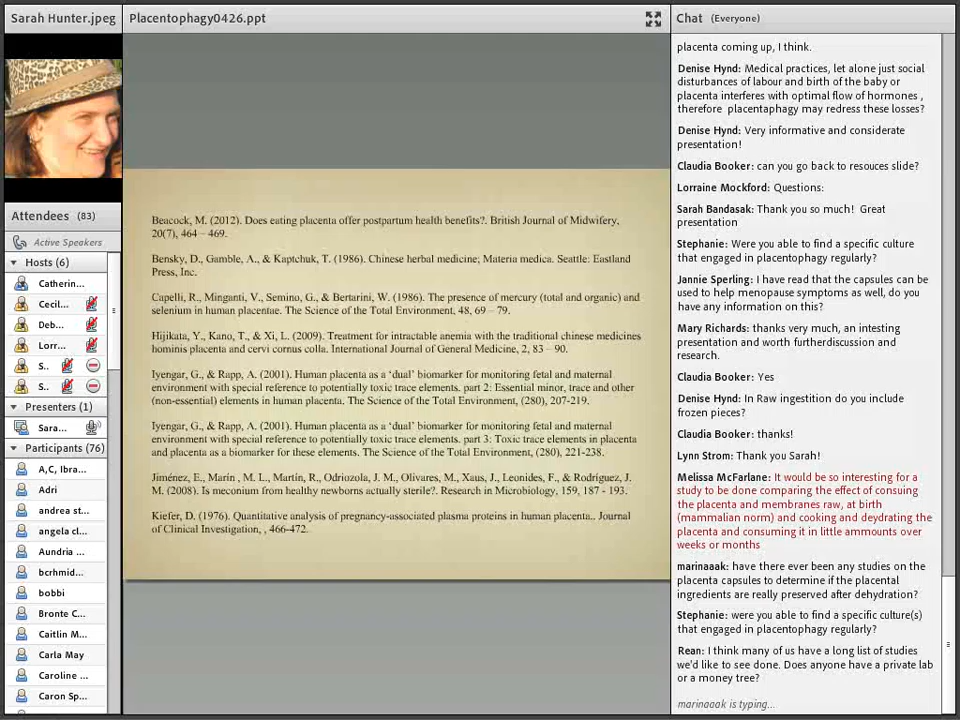 Sarah Hunter.jpeg
Placentophagy0426.ppt
Chat (Everyone)
Attendees (83)
Active Speakers
Hosts (6)
Catherin...
Cecil...
Deb...
Lorr...
S..
S..
Presenters (1)
Sara...
Participants (76)
A,C, Ibra...
Adri
andrea st...
angela cl...
Aundria ...
bcrhmid...
bobbi
Bronte C...
Caitlin M...
Carla May
Caroline ...
Caron Sp...
Beacock, M. (2012). Does eating placenta offer postpartum health benefits?. British Journal of Midwifery,
20(7), 464 – 469.
Bensky, D., Gamble, A., & Kaptchuk, T. (1986). Chinese herbal medicine; Materia medica. Seattle: Eastland
Press, Inc.
Capelli, R., Minganti, V., Semino, G., & Bertarini, W. (1986). The presence of mercury (total and organic) and
selenium in human placentae. The Science of the Total Environment, 48, 69 – 79.
Hijikata, Y., Kano, T., & Xi, L. (2009). Treatment for intractable anemia with the traditional chinese medicines
hominis placenta and cervi cornus colla. International Journal of General Medicine, 2, 83 – 90.
Iyengar, G., & Rapp, A. (2001). Human placenta as a ‘dual’ biomarker for monitoring fetal and maternal
environment with special reference to potentially toxic trace elements. part 2: Essential minor, trace and other
(non-essential) elements in human placenta. The Science of the Total Environment, (280), 207-219.
Iyengar, G., & Rapp, A. (2001). Human placenta as a ‘dual’ biomarker for monitoring fetal and maternal
environment with special reference to potentially toxic trace elements. part 3: Toxic trace elements in placenta
and placenta as a biomarker for these elements. The Science of the Total Environment, (280), 221-238.
Jiménez, E., Marín , M. L., Martín, R., Odriozola, J. M., Olivares, M., Xaus, J., Leonides, F., & Rodríguez, J.
M. (2008). Is meconium from healthy newborns actually sterile?. Research in Microbiology, 159, 187 - 193.
Kiefer, D. (1976). Quantitative analysis of pregnancy-associated plasma proteins in human placenta.. Journal
of Clinical Investigation, , 466-472.
placenta coming up, I think.
Denise Hynd: Medical practices, let alone just social
disturbances of labour and birth of the baby or
placenta interferes with optimal flow of hormones ,
therefore placentaphagy may redress these losses?
Denise Hynd: Very informative and considerate
presentation!
Claudia Booker: can you go back to resouces slide?
Lorraine Mockford: Questions:
Sarah Bandasak: Thank you so much! Great
presentation
Stephanie: Were you able to find a specific culture
that engaged in placentophagy regularly?
Jannie Sperling: I have read that the capsules can be
used to help menopause symptoms as well, do you
have any information on this?
Mary Richards: thanks very much, an intesting
presentation and worth furtherdiscussion and
research.
Claudia Booker: Yes
Denise Hynd: In Raw ingestition do you include
frozen pieces?
Claudia Booker: thanks!
Lynn Strom: Thank you Sarah!
Melissa McFarlane: It would be so interesting for a
study to be done comparing the effect of consuing
the placenta and membranes raw, at birth
(mammalian norm) and cooking and deydrating the
placenta and consuming it in little ammounts over
weeks or months
marinaaak: have there ever been any studies on the
placenta capsules to determine if the placental
ingredients are really preserved after dehydration?
Stephanie: were you able to find a specific culture(s)
that engaged in placentophagy regularly?
Rean: I think many of us have a long list of studies
we'd like to see done. Does anyone have a private lab
or a money tree?
marinaaak is typing...